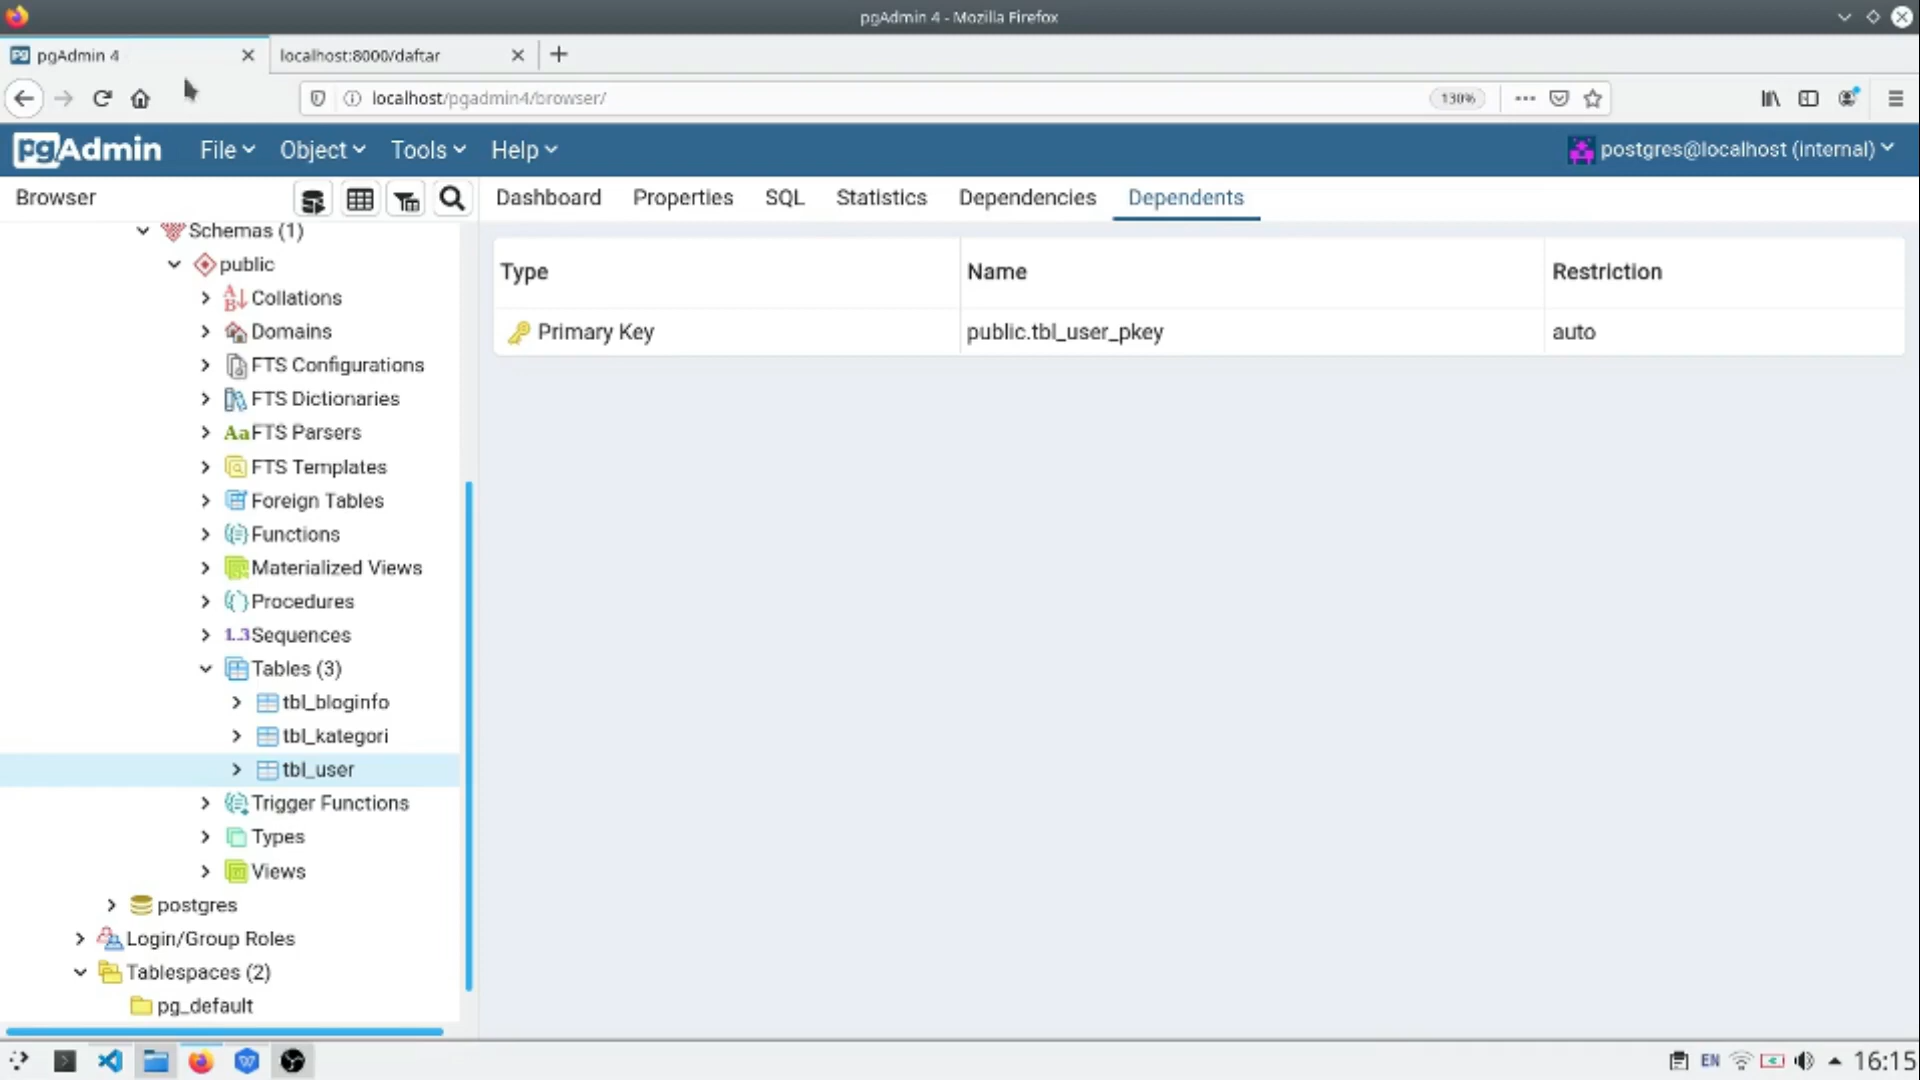 pgAdmin 4 - Mozilla Firefox
pgAdmin 4
localhost:8000/daftar
localhost/pgadmin4/browser/
130%
pgAdmin
File
Object
Tools
Help
postgres@localhost (internal)
Browser
Dashboard
Properties
SQL
Statistics
Dependencies
Dependents
Schemas (1)
public
Collations
Domains
FTS Configurations
FTS Dictionaries
Aa FTS Parsers
FTS Templates
Foreign Tables
Functions
Materialized Views
Procedures
1..3 Sequences
Tables (3)
tbl_bloginfo
tbl_kategori
tbl_user
Trigger Functions
Types
Views
postgres
Login/Group Roles
Tablespaces (2)
pg_default
Type
Name
Restriction
Primary Key
public.tbl_user_pkey
auto
EN
16:15